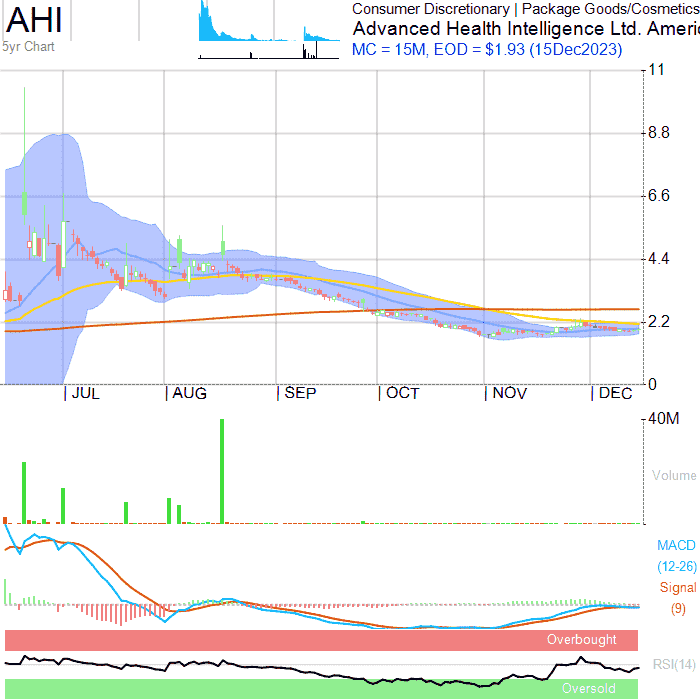 AHI
5yr Chart
Consumer Discretionary | Package Goods/Cosmetics
Advanced Health Intelligence Ltd. Ameri
MC = 15M, EOD = $1.93 (15Dec2023)
11
8.8
6.6
4.4
2.2
0
| JUL | AUG | SEP | OCT | NOV | DEC
40M
Volume
MACD
(12-26)
Signal
(9)
Overbought
RSI(14)
Oversold